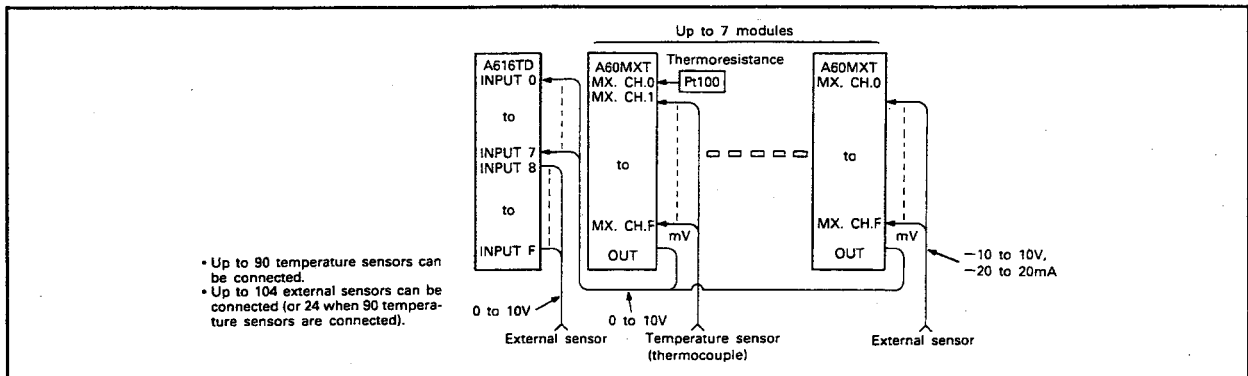 Up to 7 modules
A616TD
INPUT 0
to
INPUT 7
INPUT 8
to
INPUT F
A60MXT
MX. CH.0
MX. CH.1
to
MX. CH.F
OUT
Thermoresistance
Pt100
mV
A60MXT
MX. CH.0
to
MX. CH.F
OUT
mV
−10 to 10V,
−20 to 20mA
• Up to 90 temperature sensors can
be connected.
• Up to 104 external sensors can be
connected (or 24 when 90 tempera-
ture sensors are connected).
0 to 10V
0 to 10V
External sensor
Temperature sensor
(thermocouple)
External sensor